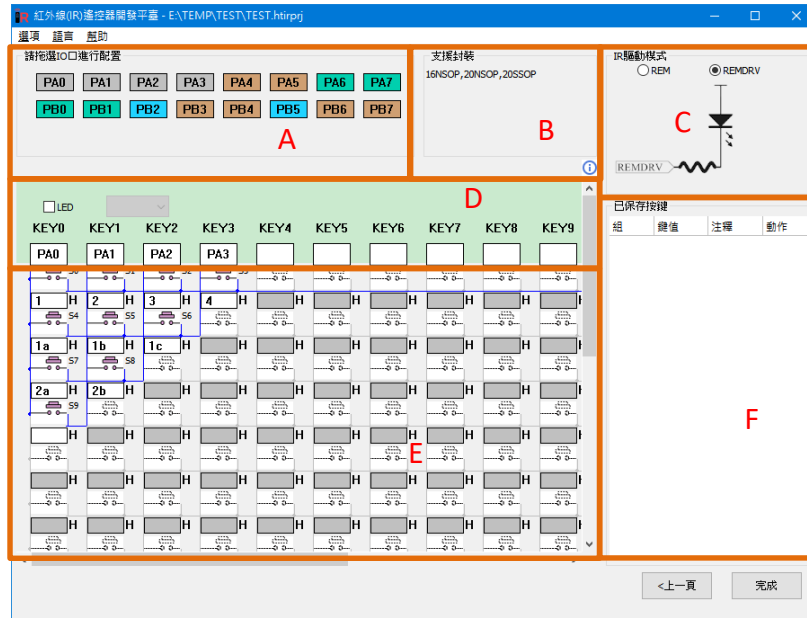 紅外線(IR)遙控器開發平臺 - E:\TEMP\TEST\TEST.htirprj
選項 語言 幫助
請拖選IO口進行配置
支援封裝
IR驅動模式
PA0 PA1 PA2 PA3 PA4 PA5 PA6 PA7
16NSOP,20NSOP,20SSOP
REM REMDRV
PB0 PB1 PB2 PB3 PB4 PB5 PB6 PB7
A
B
C
REMDRV
D
LED
KEY0 KEY1 KEY2 KEY3 KEY4 KEY5 KEY6 KEY7 KEY8 KEY9
PA0 PA1 PA2 PA3
已保存按鍵
組 鍵值 注釋 動作
1 H 2 H 3 H 4 H H H H H H H
S4 S5 S6
1a H 1b H 1c H H H H H H H H
S7 S8
2a H 2b H H H H H H H H H
S9
H H H H H H H H H H
E
F
H H H H H H H H H H
H H H H H H H H H H
<上一頁 完成